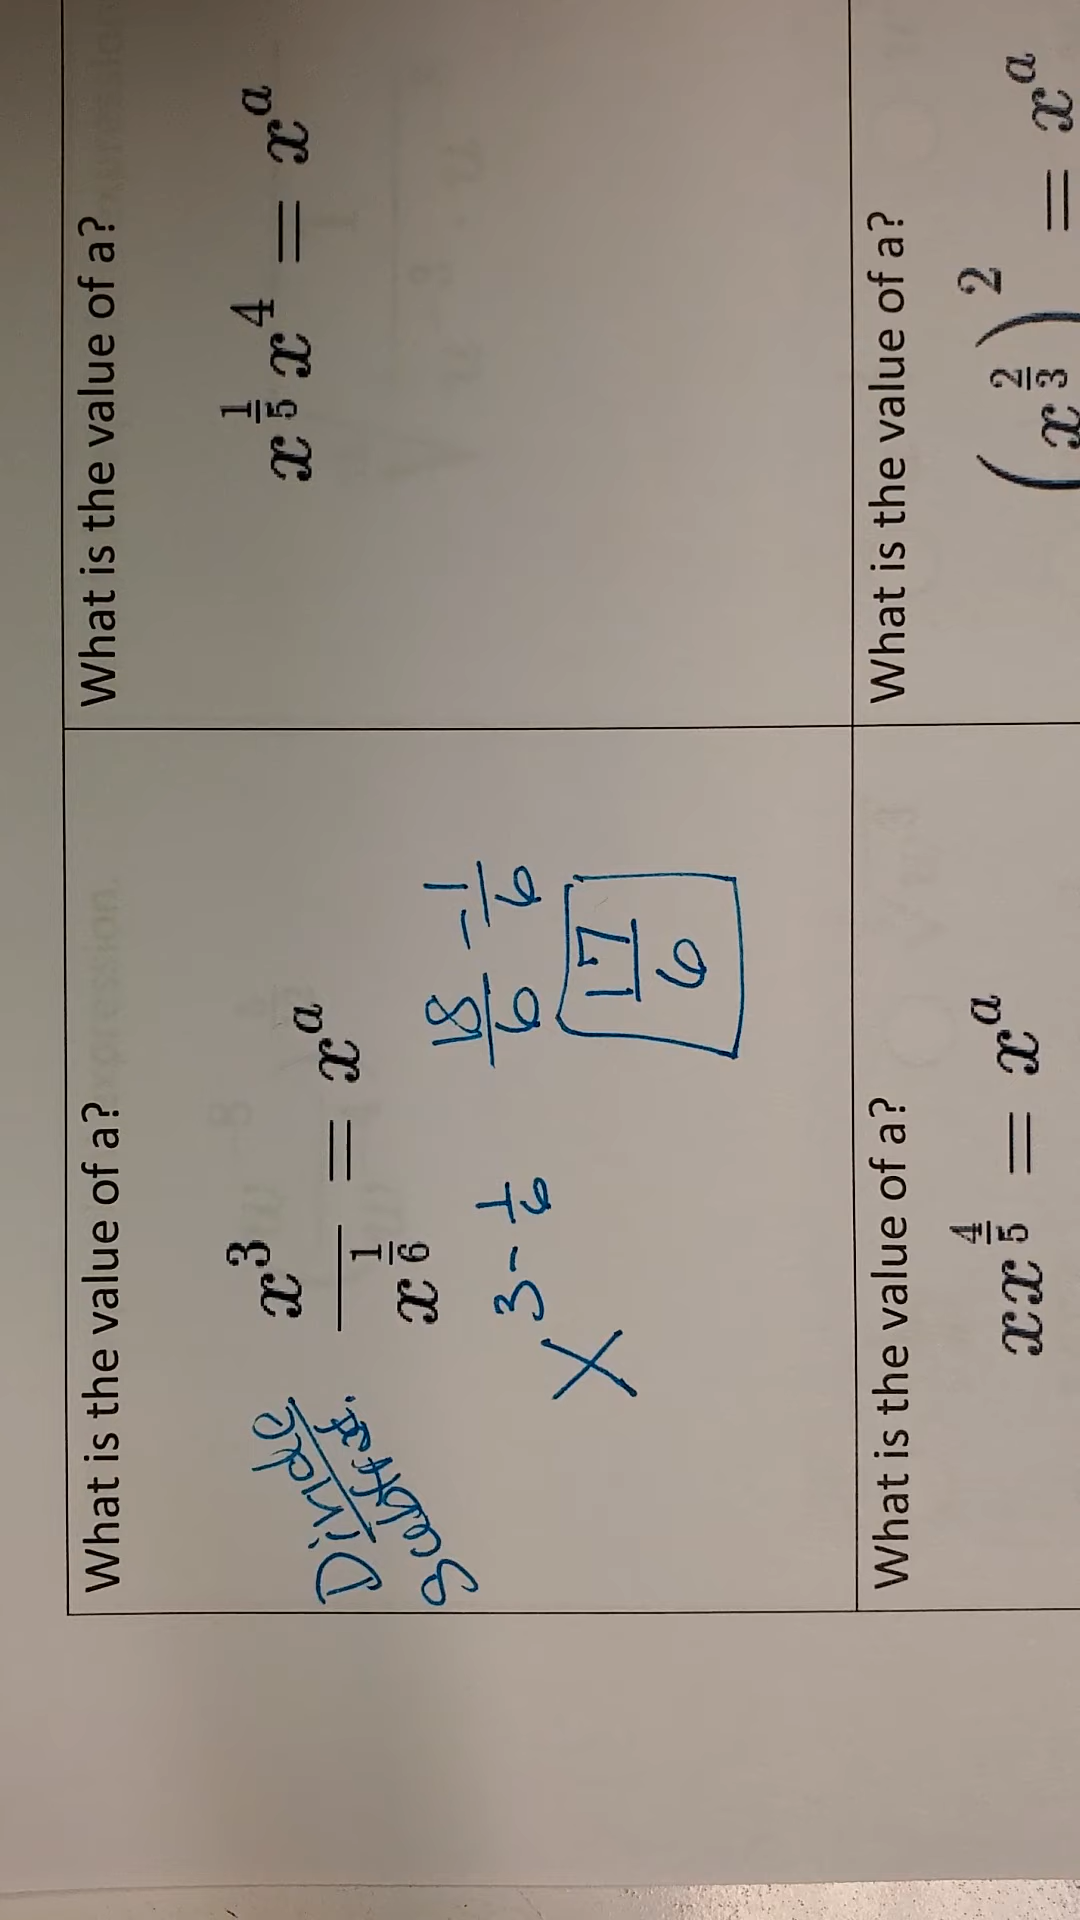 What is the value of a?
x^3 / x^{1/6} = x^a
Divide
Subtract.
x^{3 - 1/6}
18/6 - 1/6
17/6
What is the value of a?
x^{1/5} x^4 = x^a
What is the value of a?
x x^{4/5} = x^a
What is the value of a?
(x^{2/3})^2 = x^a